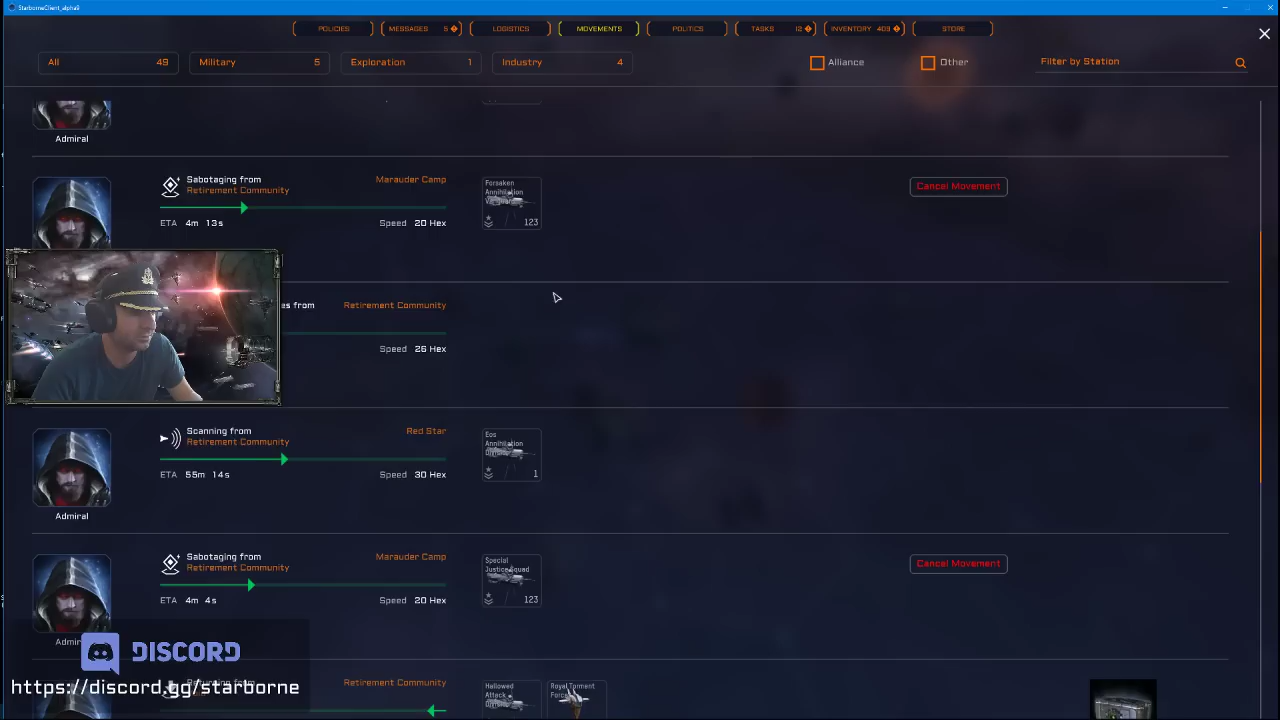 StarborneClient_alpha9
POLICIES
MESSAGES 5
LOGISTICS
MOVEMENTS
POLITICS
TASKS 12
INVENTORY 409
STORE
All 49
Military 5
Exploration 1
Industry 4
Alliance
Other
Filter by Station
Admiral
Sabotaging from
Retirement Community
Marauder Camp
ETA 4m 13s
Speed 20 Hex
Forsaken
Annihilation
123
Cancel Movement
es from
Retirement Community
Speed 26 Hex
Scanning from
Retirement Community
Red Star
ETA 55m 14s
Speed 30 Hex
Eos
Annihilation
1
Admiral
Sabotaging from
Retirement Community
Marauder Camp
ETA 4m 4s
Speed 20 Hex
Special
Justice Squad
123
Cancel Movement
DISCORD
https://discord.gg/starborne
Retirement Community
Hallowed
Attack
Royal Torment